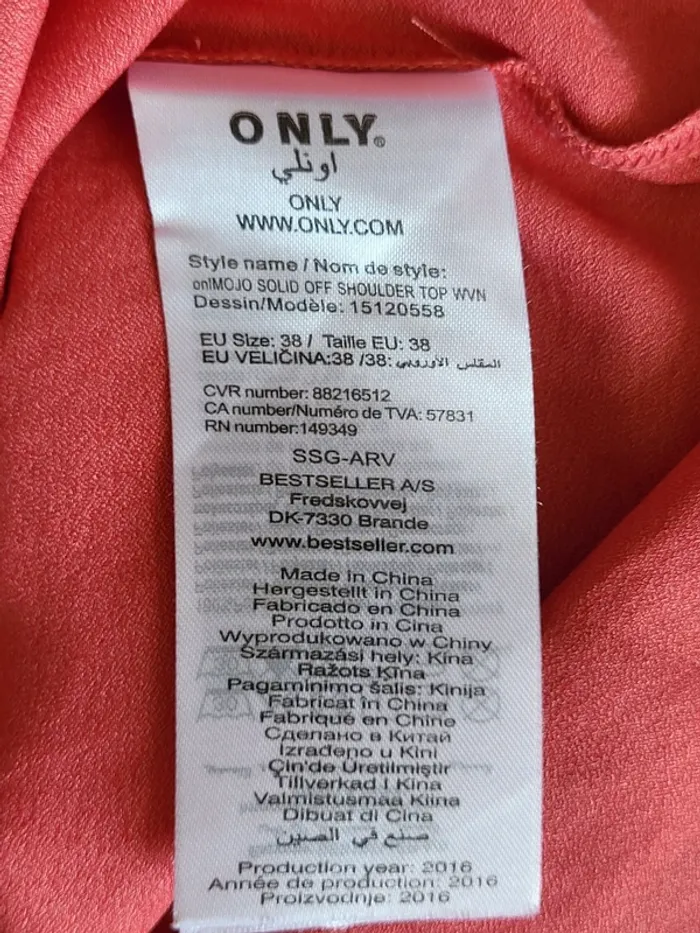 ONLY®
اونلي
ONLY
WWW.ONLY.COM
Style name / Nom de style:
onlMOJO SOLID OFF SHOULDER TOP WVN
Dessin/Modèle: 15120558
EU Size: 38 / Taille EU: 38
EU VELIČINA:38 /38: المقاس الأوروبي
CVR number: 88216512
CA number/Numéro de TVA: 57831
RN number:149349
SSG-ARV
BESTSELLER A/S
Fredskovvej
DK-7330 Brande
www.bestseller.com
Made in China
Hergestellt in China
Fabricado en China
Prodotto in Cina
Wyprodukowano w Chiny
Származási hely: Kína
Ražots Ķīna
Pagaminimo šalis: Kinija
Fabricat în China
Fabriqué en Chine
Сделано в Китай
Izrađeno u Kini
Çin'de Üretilmiştir
Tillverkad I Kina
Valmistusmaa Kiina
Dibuat di Cina
صنع في الصين
Production year: 2016
Année de production: 2016
Proizvodnje: 2016